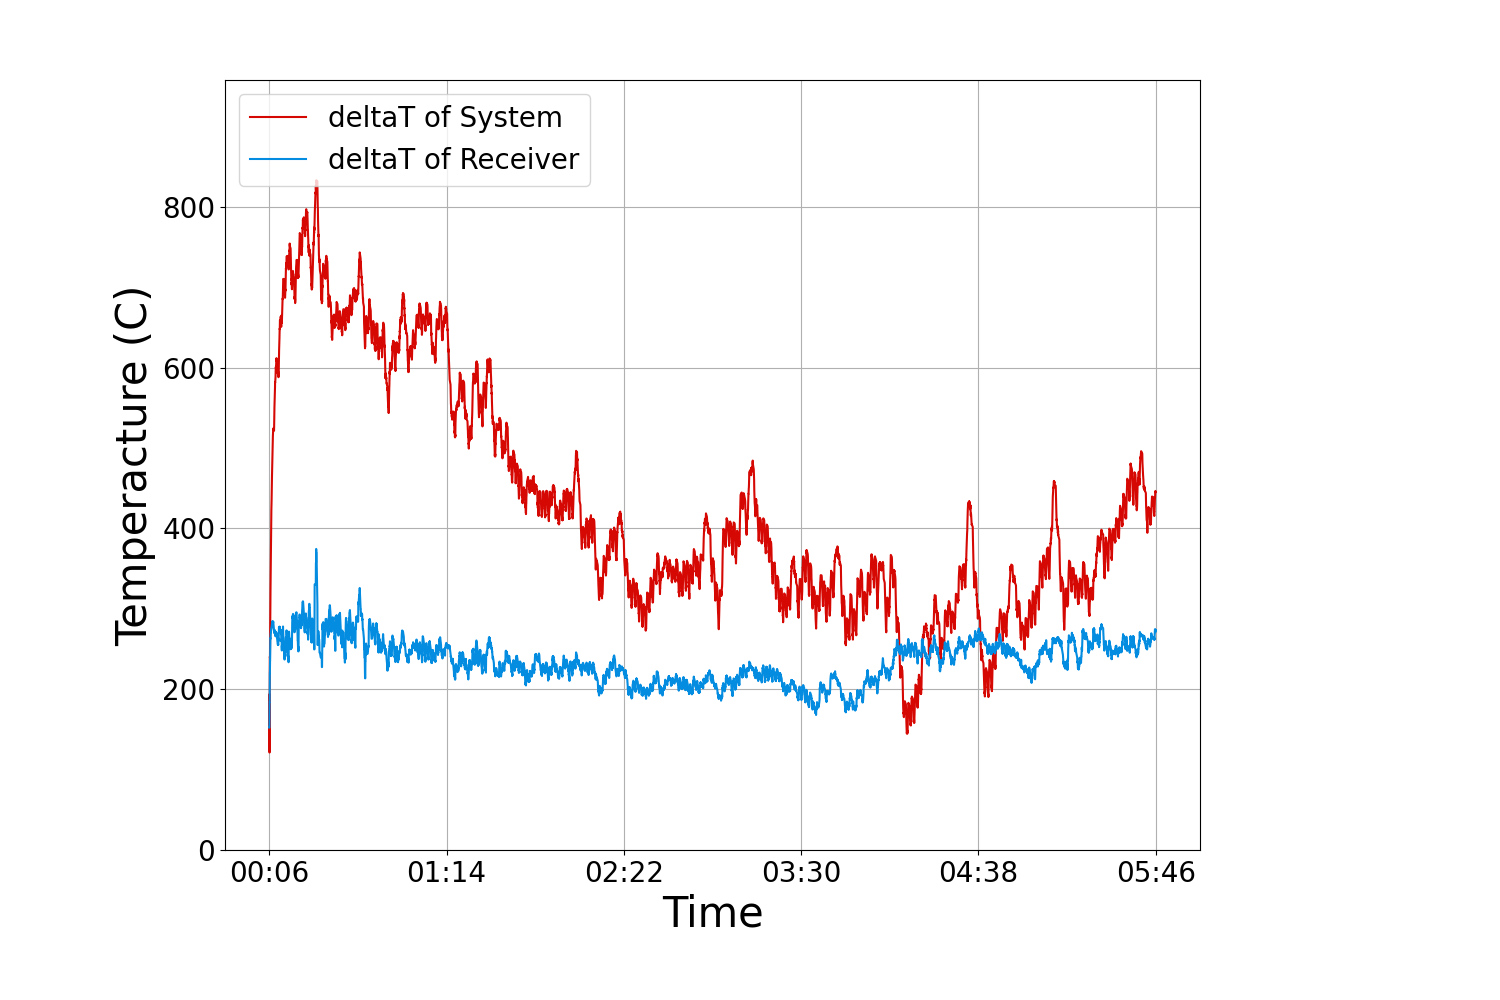 deltaT of System
deltaT of Receiver
800
600
400
200
0
Temperacture (C)
00:06 01:14 02:22 03:30 04:38 05:46
Time